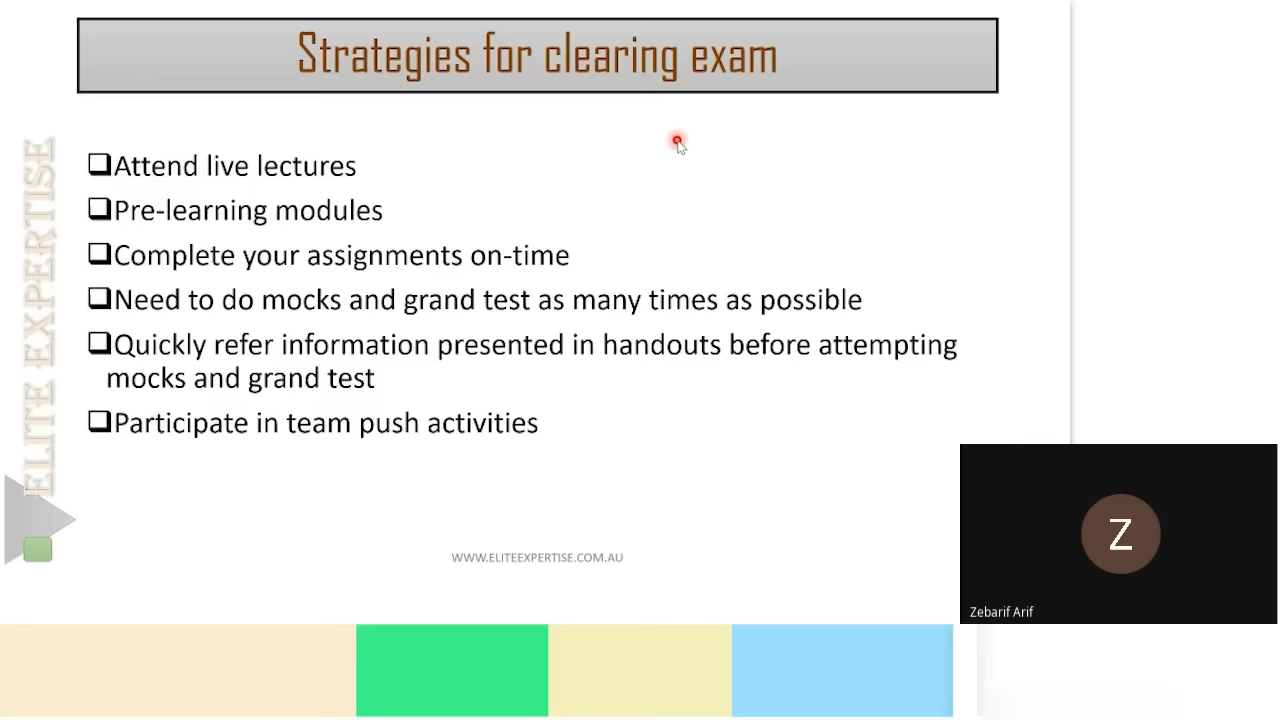 Strategies for clearing exam
ELITE EXPERTISE
❑Attend live lectures
❑Pre-learning modules
❑Complete your assignments on-time
❑Need to do mocks and grand test as many times as possible
❑Quickly refer information presented in handouts before attempting
mocks and grand test
❑Participate in team push activities
WWW.ELITEEXPERTISE.COM.AU
Z
Zebarif Arif